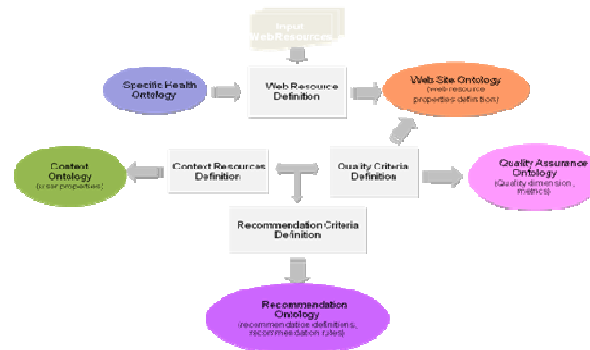 Input
WebResources
Specific Health
Ontology
Web Resource
Definition
Web Site Ontology
(web resource
properties definition)
Context
Ontology
(user properties)
Context Resources
Definition
Quality Criteria
Definition
Quality Assurance
Ontology
(Quality dimension,
metrics)
Recommendation Criteria
Definition
Recommendation
Ontology
(recommendation definitions,
recommendation rules)